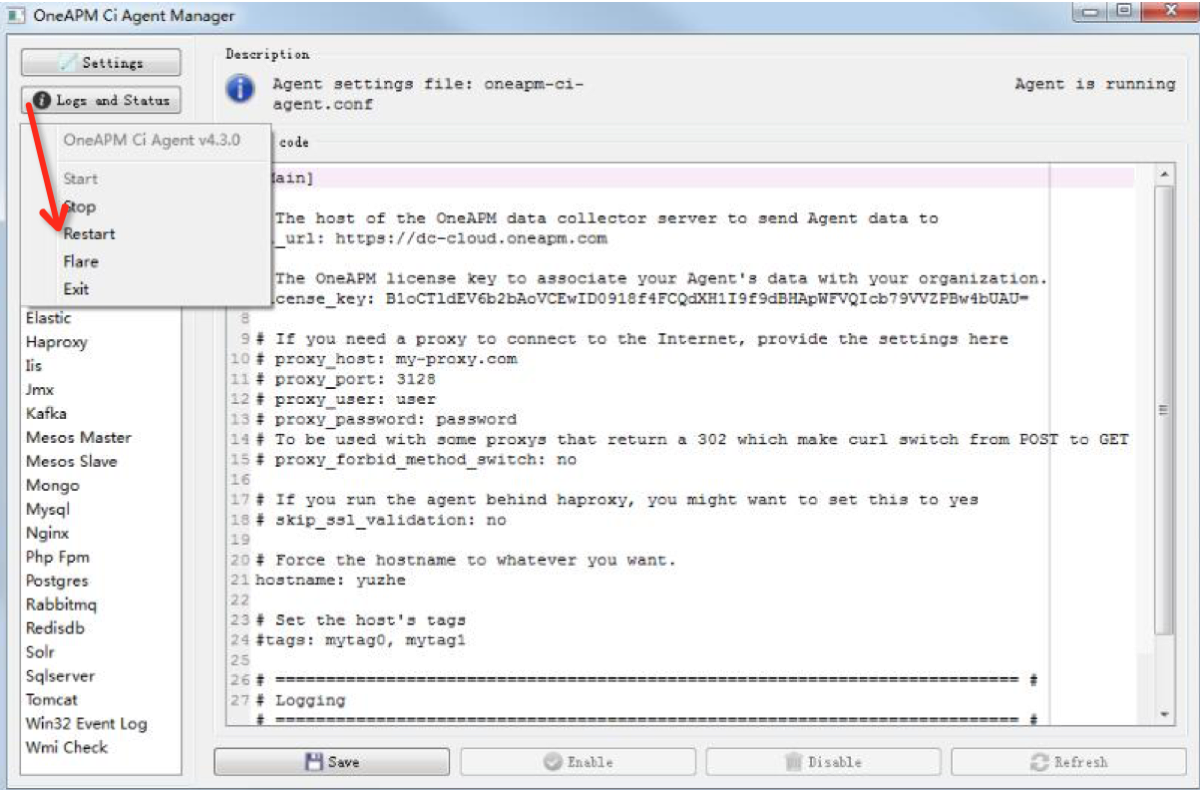 OneAPM Ci Agent Manager
Settings
Logs and Status
OneAPM Ci Agent v4.3.0
Start
Stop
Restart
Flare
Exit
Elastic
Haproxy
Iis
Jmx
Kafka
Mesos Master
Mesos Slave
Mongo
Mysql
Nginx
Php Fpm
Postgres
Rabbitmq
Redisdb
Solr
Sqlserver
Tomcat
Win32 Event Log
Wmi Check
Description
Agent settings file: oneapm-ci-
agent.conf
Agent is running
code
Main]
The host of the OneAPM data collector server to send Agent data to
_url: https://dc-cloud.oneapm.com
The OneAPM license key to associate your Agent's data with your organization.
cense_key: B1oCTldEV6b2bAoVCEwID0918f4FCQdXH1I9f9dBHApWFVQIcb79VVZPBw4bUAU=
8
9 # If you need a proxy to connect to the Internet, provide the settings here
10 # proxy_host: my-proxy.com
11 # proxy_port: 3128
12 # proxy_user: user
13 # proxy_password: password
14 # To be used with some proxys that return a 302 which make curl switch from POST to GET
15 # proxy_forbid_method_switch: no
16
17 # If you run the agent behind haproxy, you might want to set this to yes
18 # skip_ssl_validation: no
19
20 # Force the hostname to whatever you want.
21 hostname: yuzhe
22
23 # Set the host's tags
24 #tags: mytag0, mytag1
25
26 # ========================================================================== #
27 # Logging
# ========================================================================== #
Save
Enable
Disable
Refresh